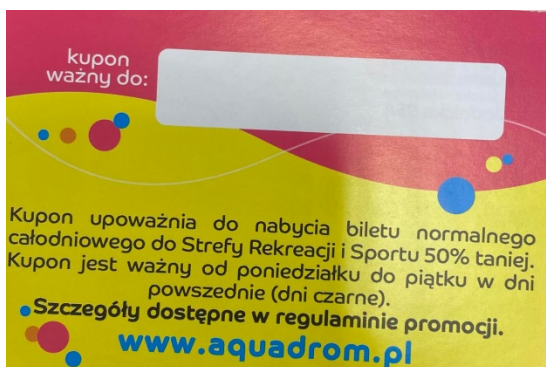 kupon
ważny do:
Kupon upoważnia do nabycia biletu normalnego
całodniowego do Strefy Rekreacji i Sportu 50% taniej.
Kupon jest ważny od poniedziałku do piątku w dni
powszednie (dni czarne).
Szczegóły dostępne w regulaminie promocji.
www.aquadrom.pl